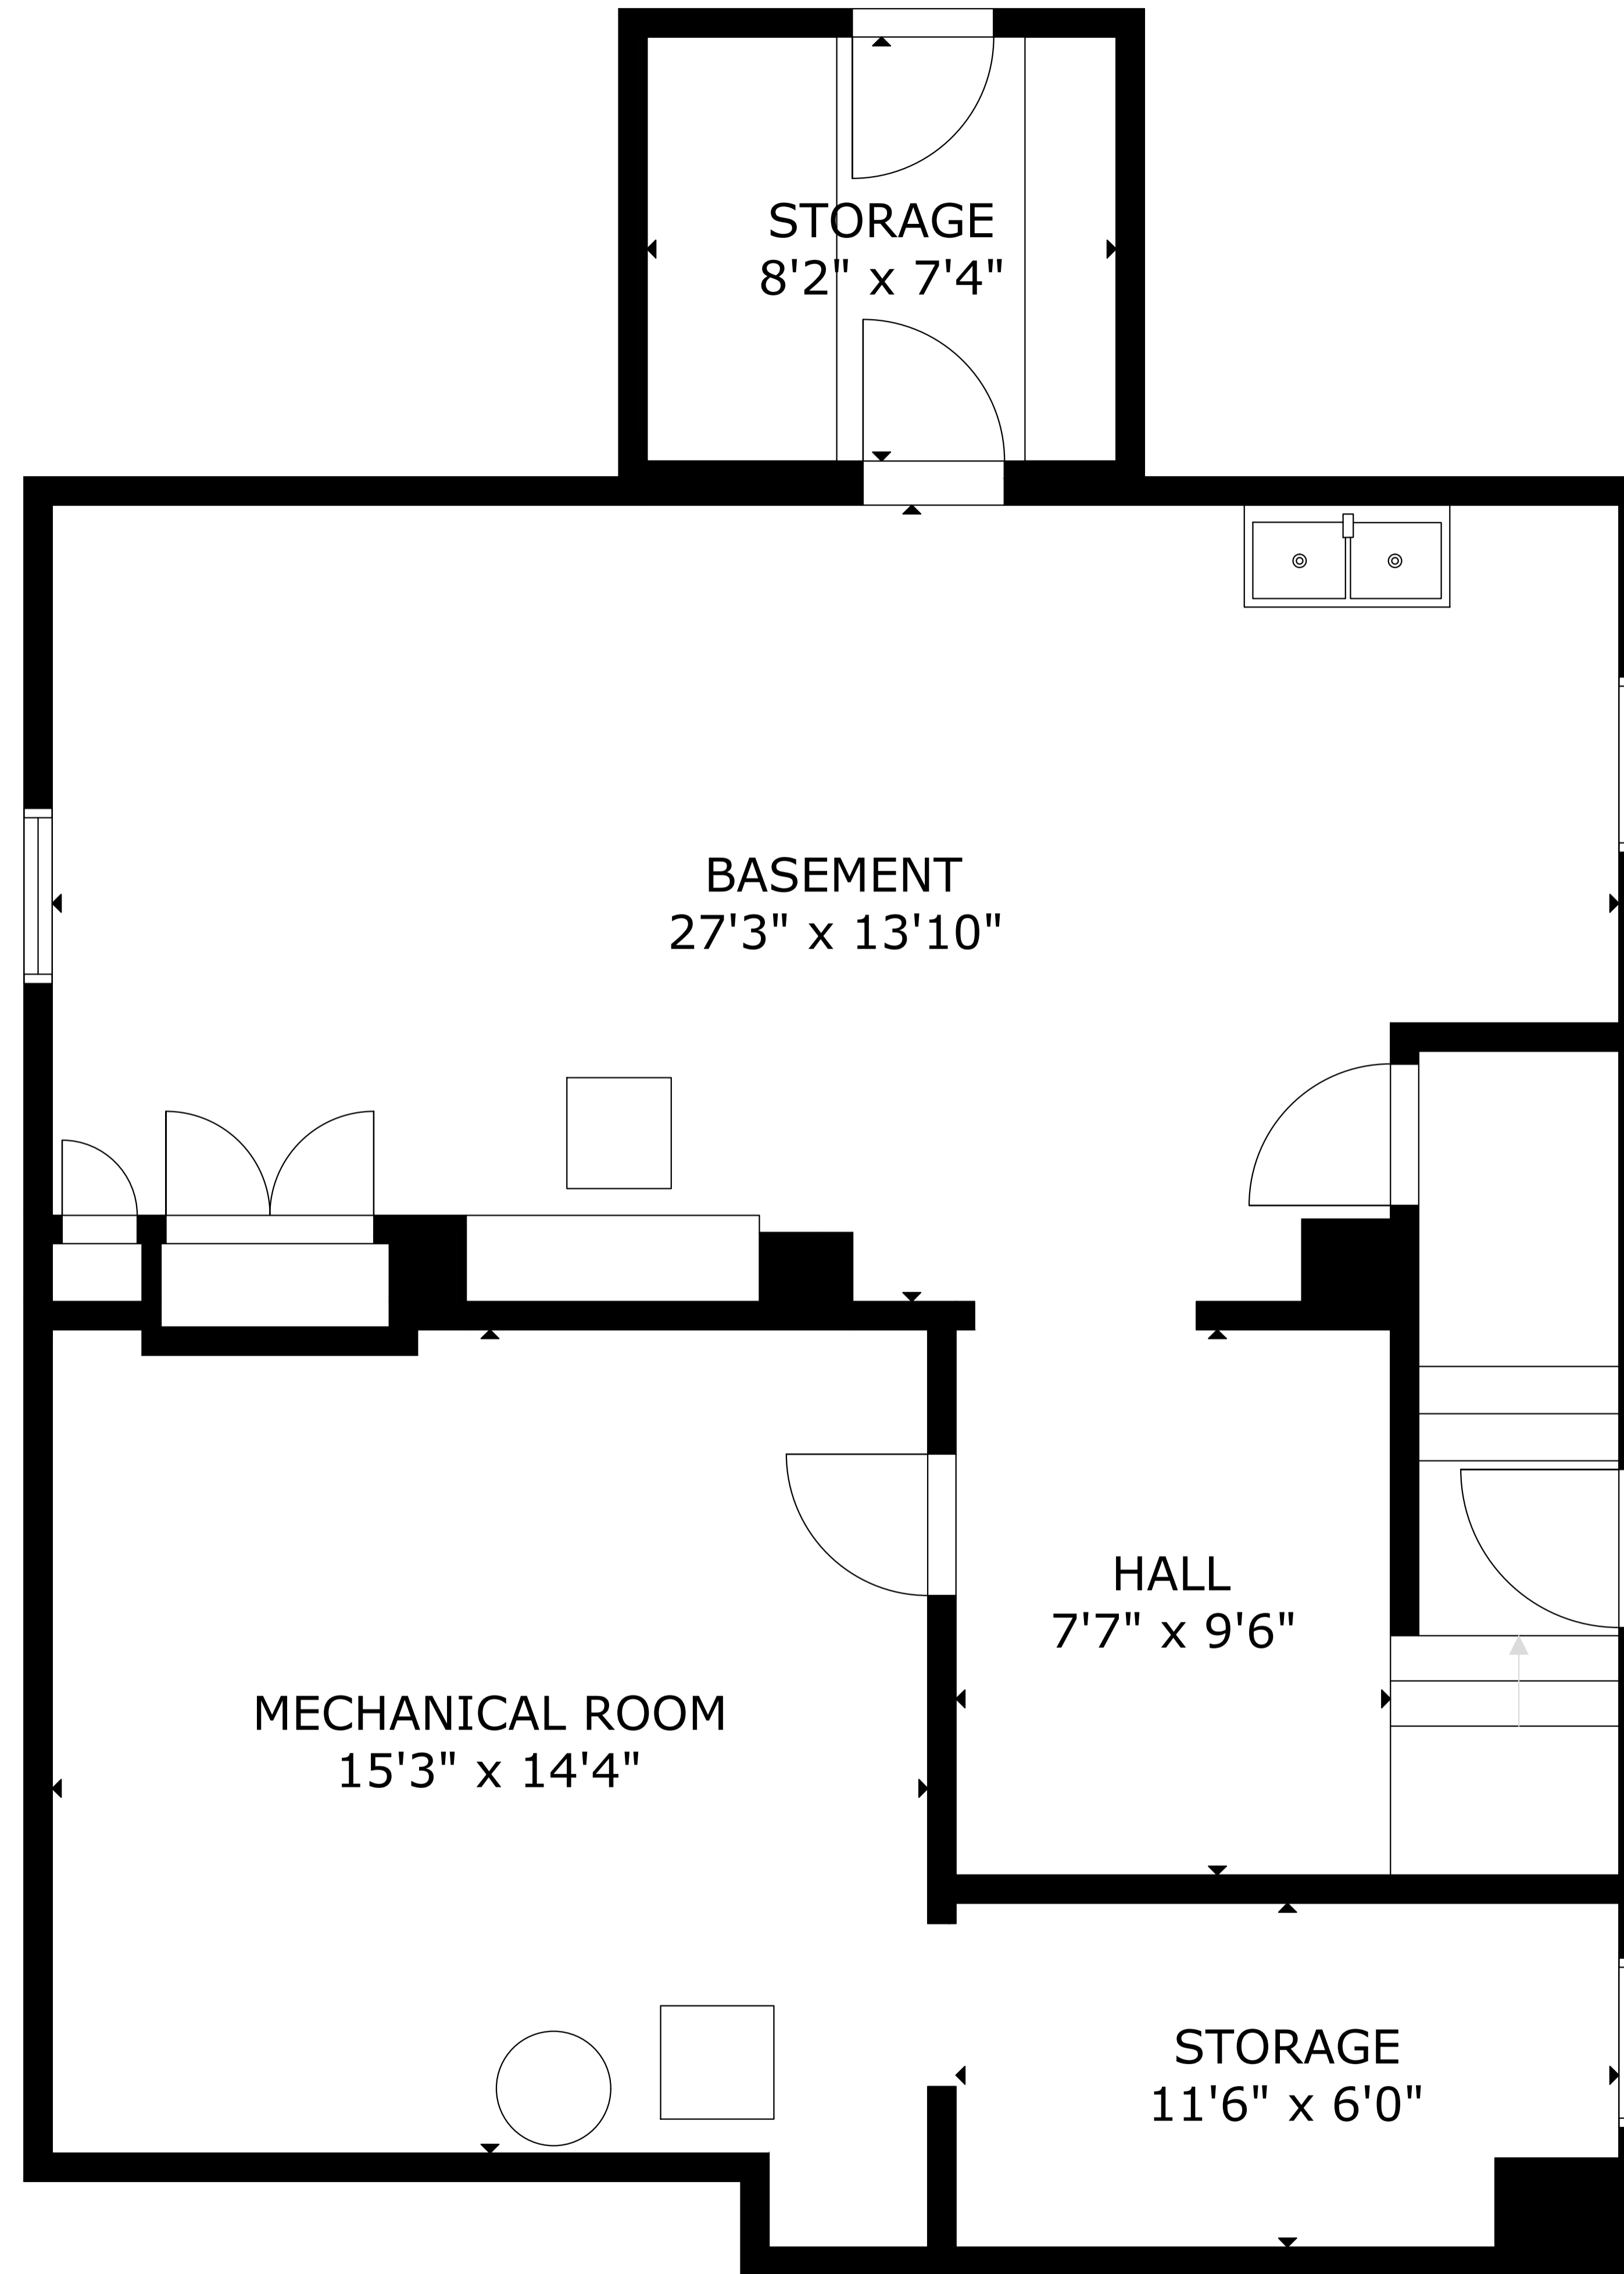 STORAGE
8'2" x 7'4"
BASEMENT
27'3" x 13'10"
HALL
7'7" x 9'6"
MECHANICAL ROOM
15'3" x 14'4"
STORAGE
11'6" x 6'0"